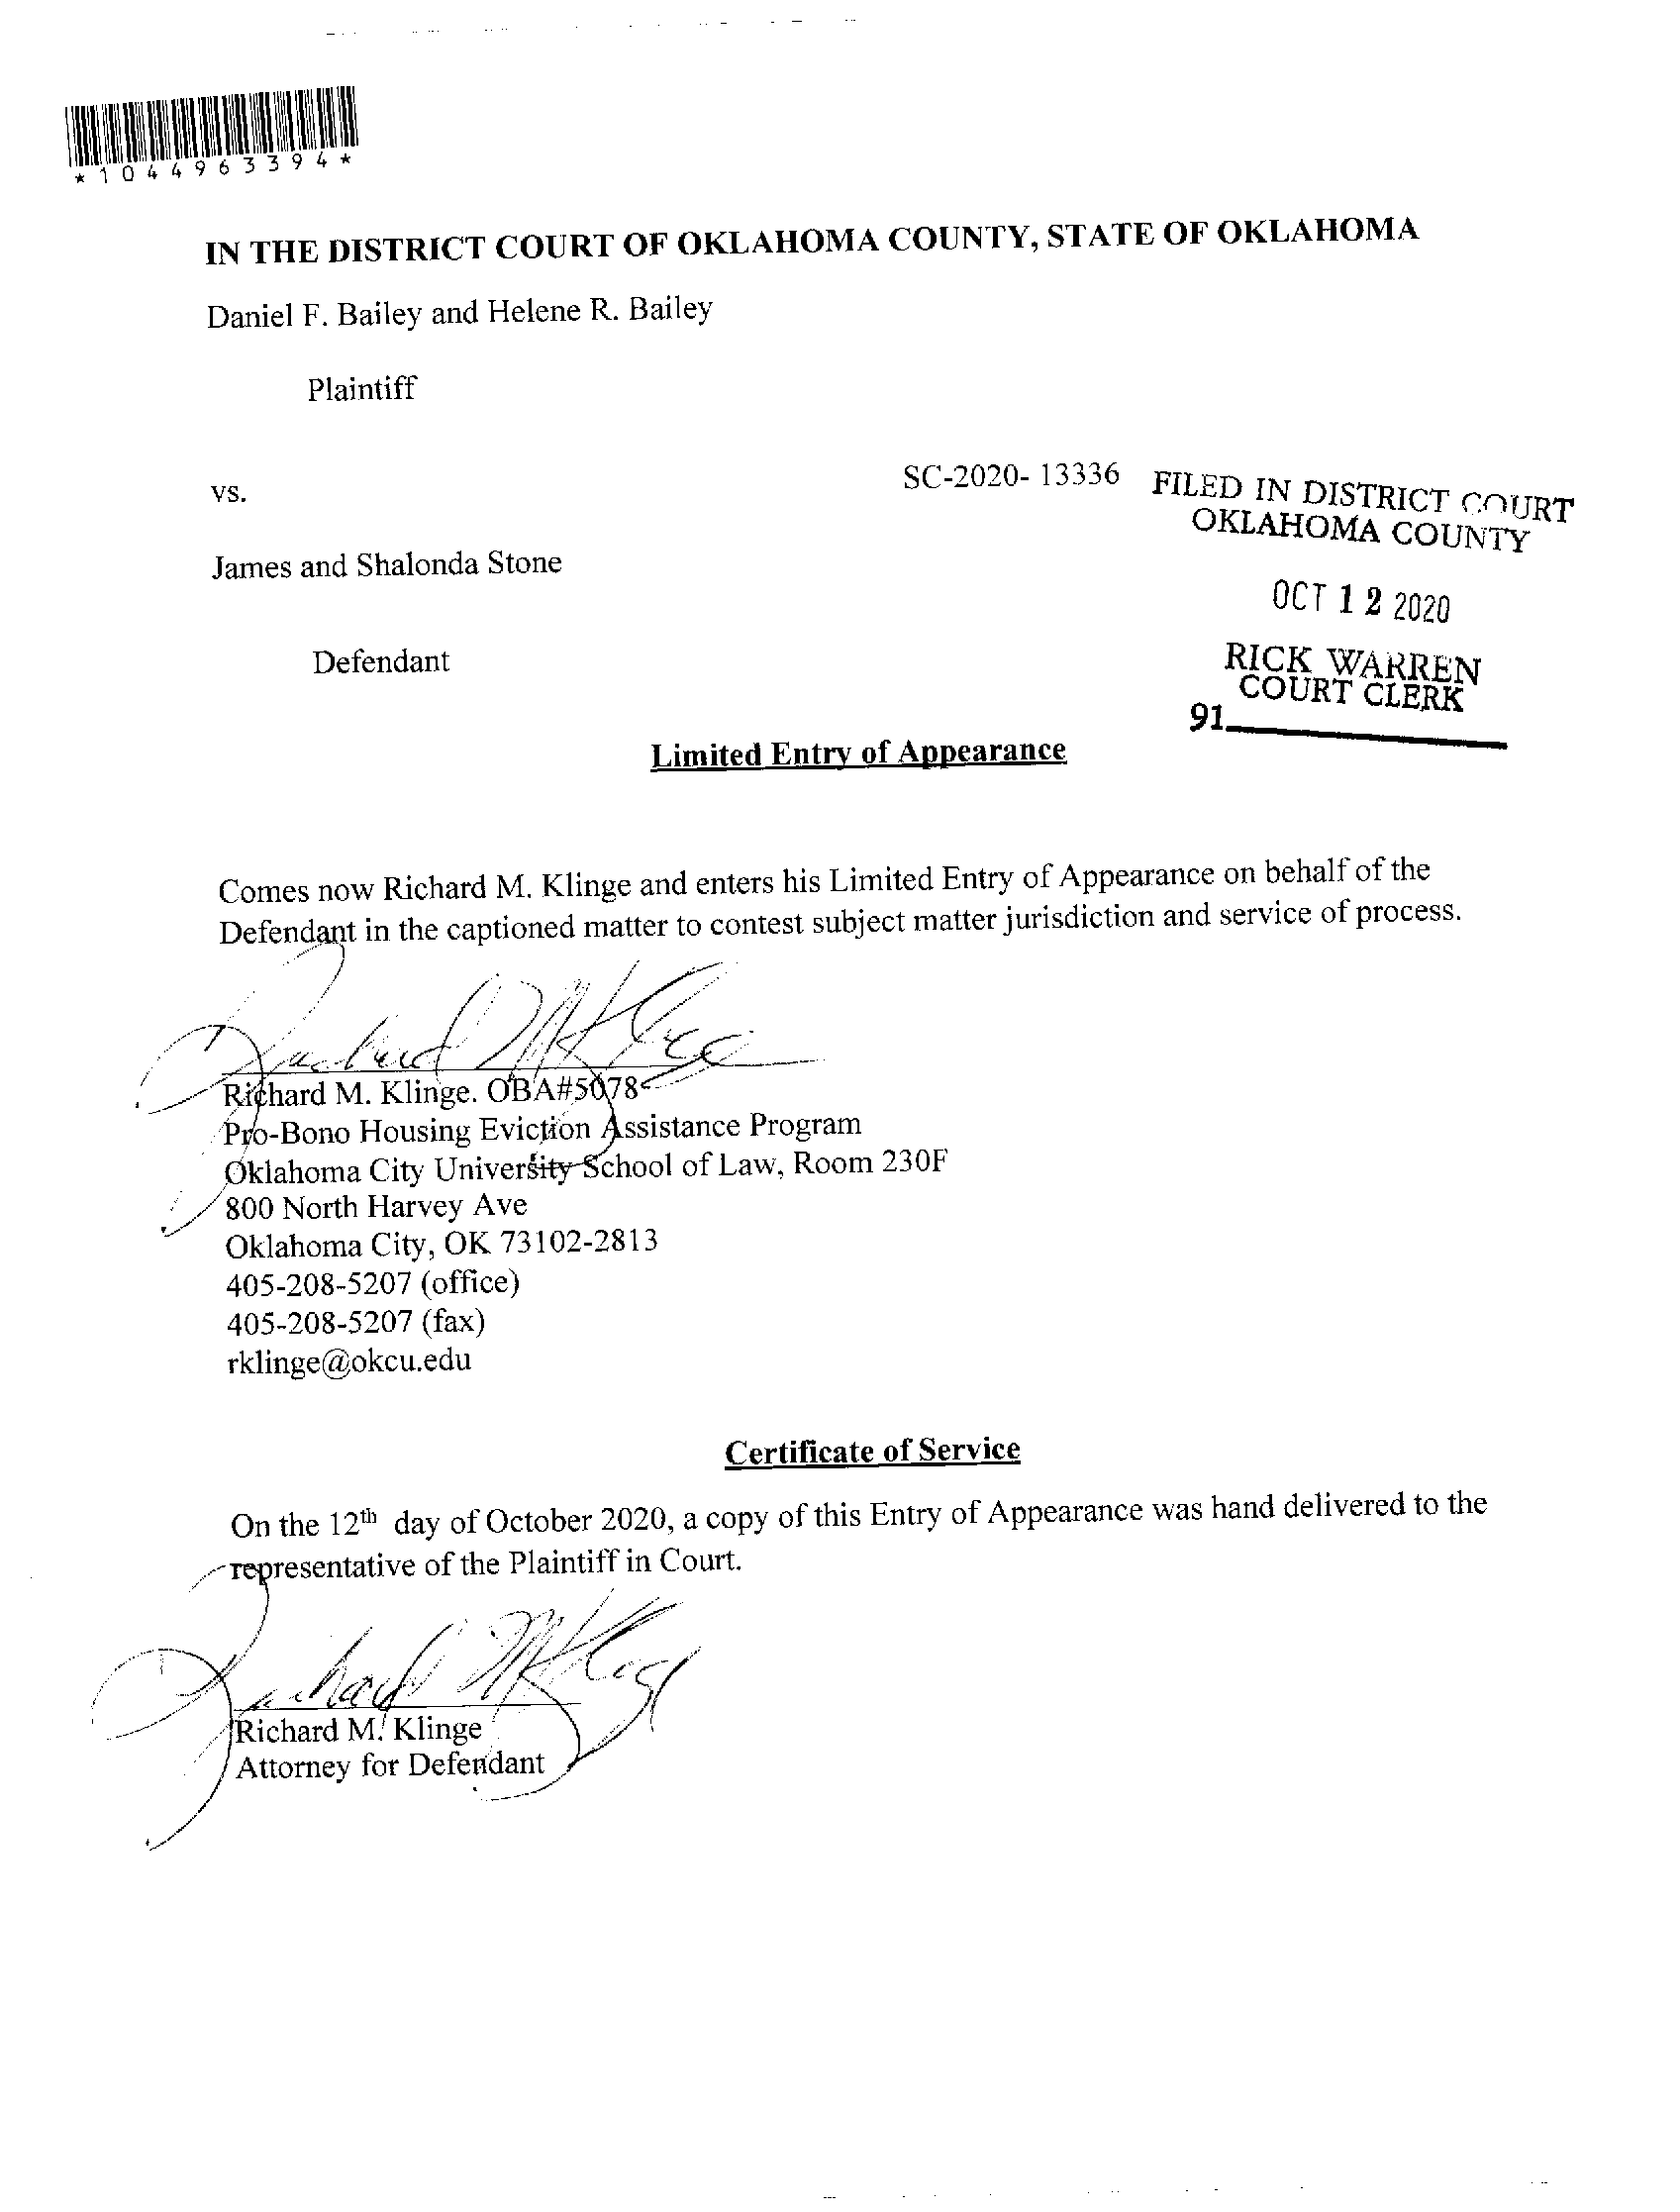 *1044963394*
IN THE DISTRICT COURT OF OKLAHOMA COUNTY, STATE OF OKLAHOMA
Daniel F. Bailey and Helene R. Bailey
Plaintiff
vs.
SC-2020- 13336
FILED IN DISTRICT COURT
OKLAHOMA COUNTY
James and Shalonda Stone
OCT 12 2020
Defendant
RICK WARREN
COURT CLERK
91
Limited Entry of Appearance
Comes now Richard M. Klinge and enters his Limited Entry of Appearance on behalf of the
Defendant in the captioned matter to contest subject matter jurisdiction and service of process.
Richard M Klinge
Richard M. Klinge. OBA#5078
Pro-Bono Housing Eviction Assistance Program
Oklahoma City University School of Law, Room 230F
800 North Harvey Ave
Oklahoma City, OK 73102-2813
405-208-5207 (office)
405-208-5207 (fax)
rklinge@okcu.edu
Certificate of Service
On the 12th day of October 2020, a copy of this Entry of Appearance was hand delivered to the
representative of the Plaintiff in Court.
Richard M Klinge
Richard M. Klinge
Attorney for Defendant